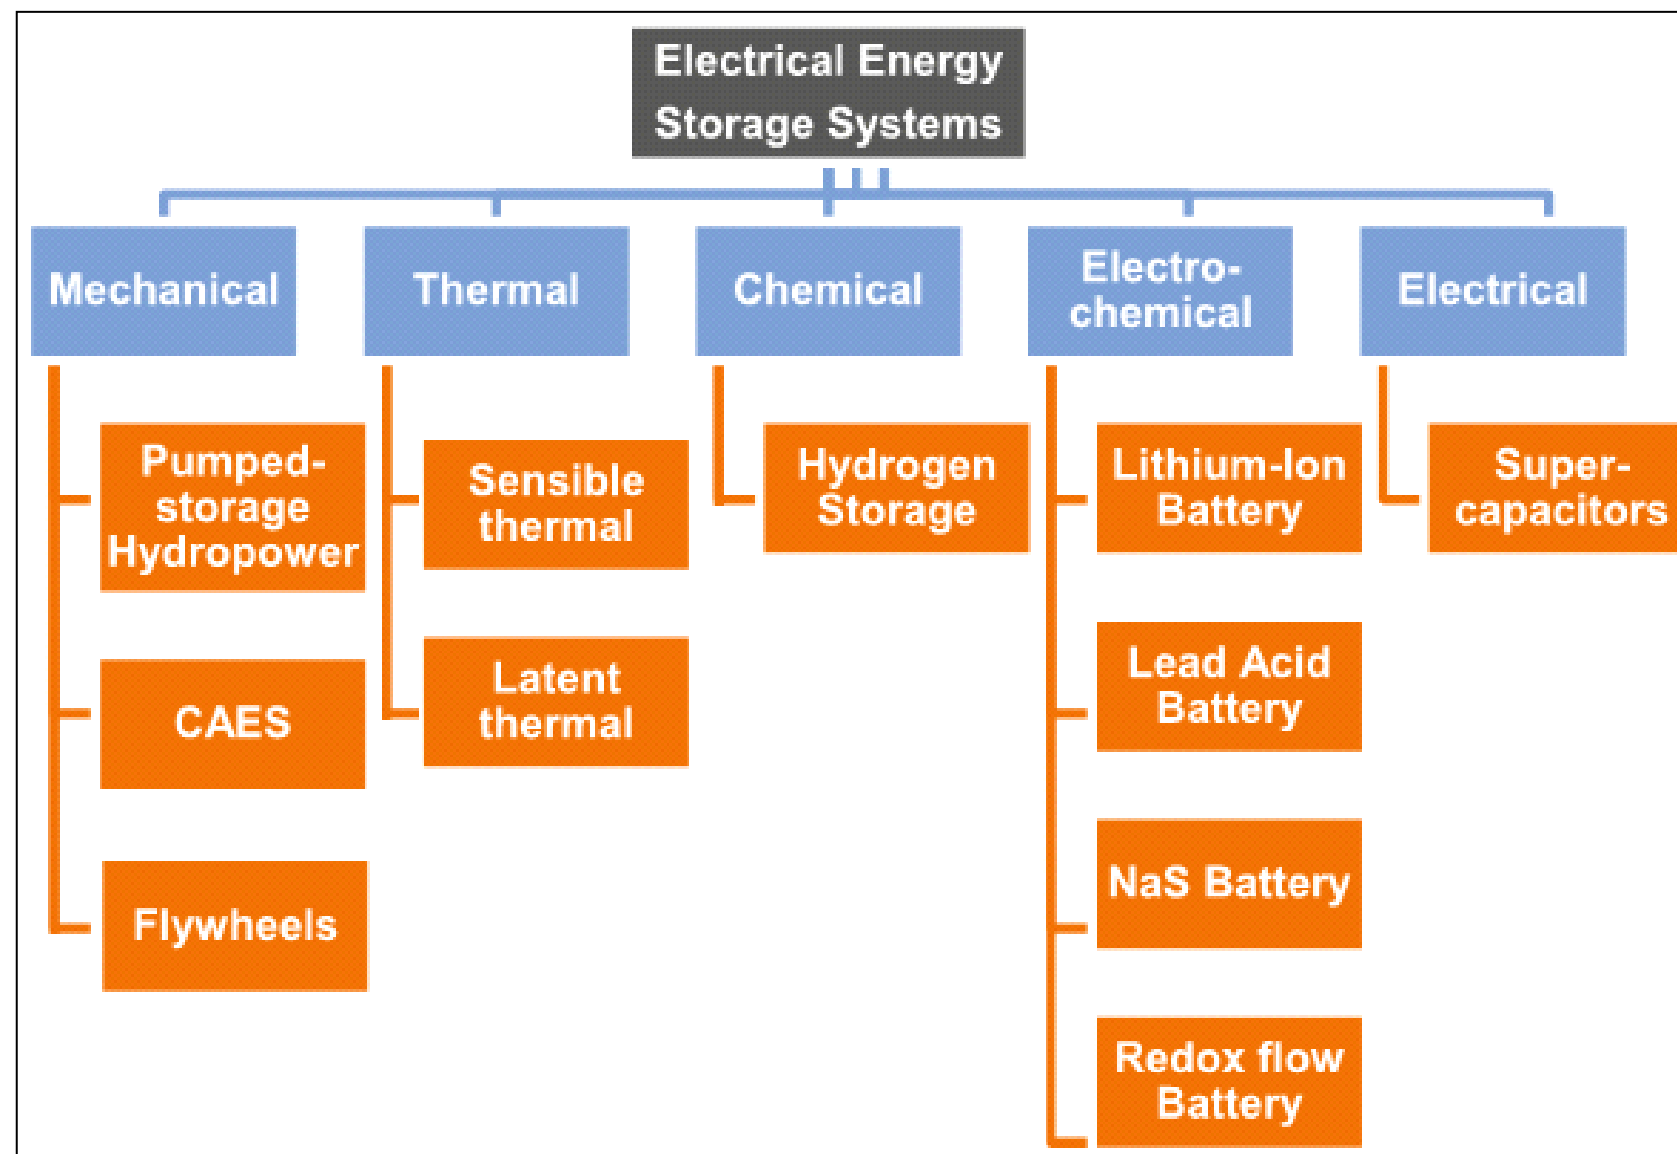 Electrical Energy
Storage Systems
Mechanical
Thermal
Chemical
Electro-
chemical
Electrical
Pumped-
storage
Hydropower
CAES
Flywheels
Sensible
thermal
Latent
thermal
Hydrogen
Storage
Lithium-Ion
Battery
Lead Acid
Battery
NaS Battery
Redox flow
Battery
Super-
capacitors